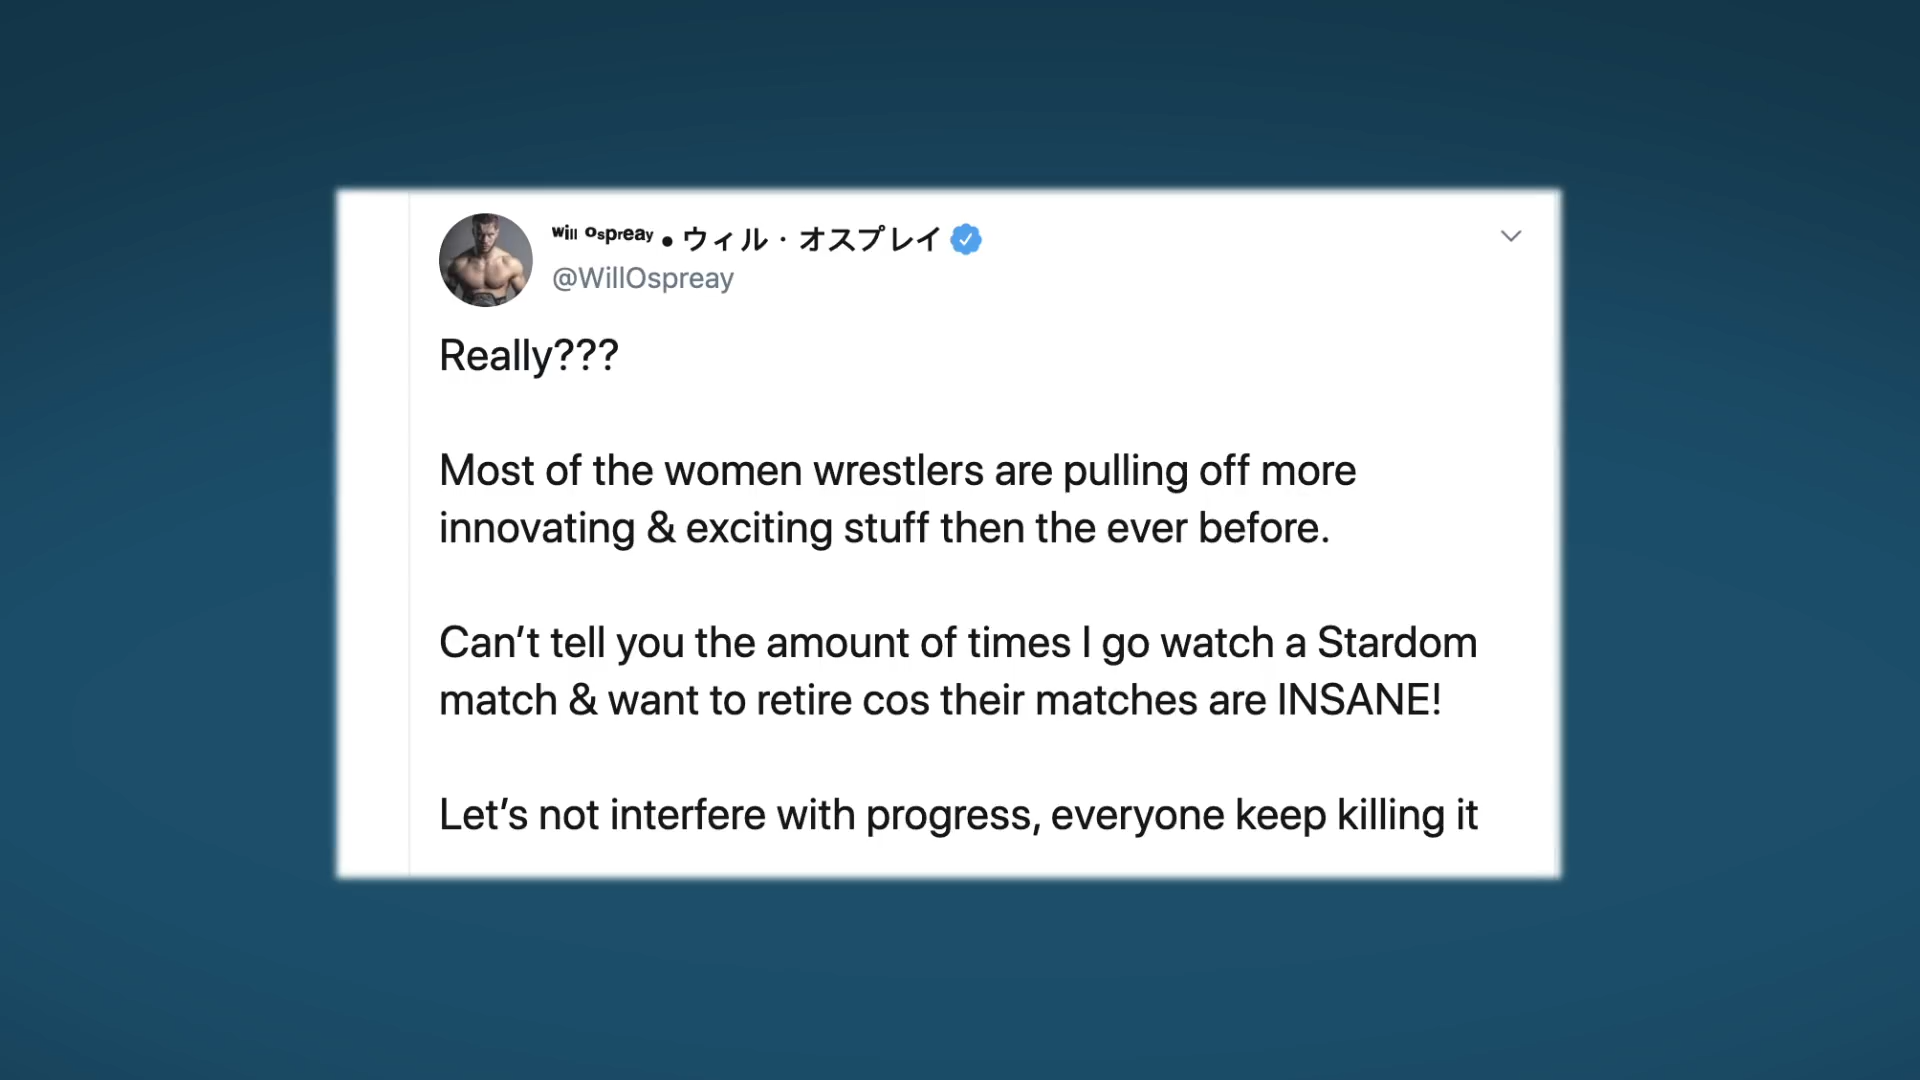 Will Ospreay • ウィル・オスプレイ
@WillOspreay
Really???
Most of the women wrestlers are pulling off more
innovating & exciting stuff then the ever before.
Can’t tell you the amount of times I go watch a Stardom
match & want to retire cos their matches are INSANE!
Let’s not interfere with progress, everyone keep killing it